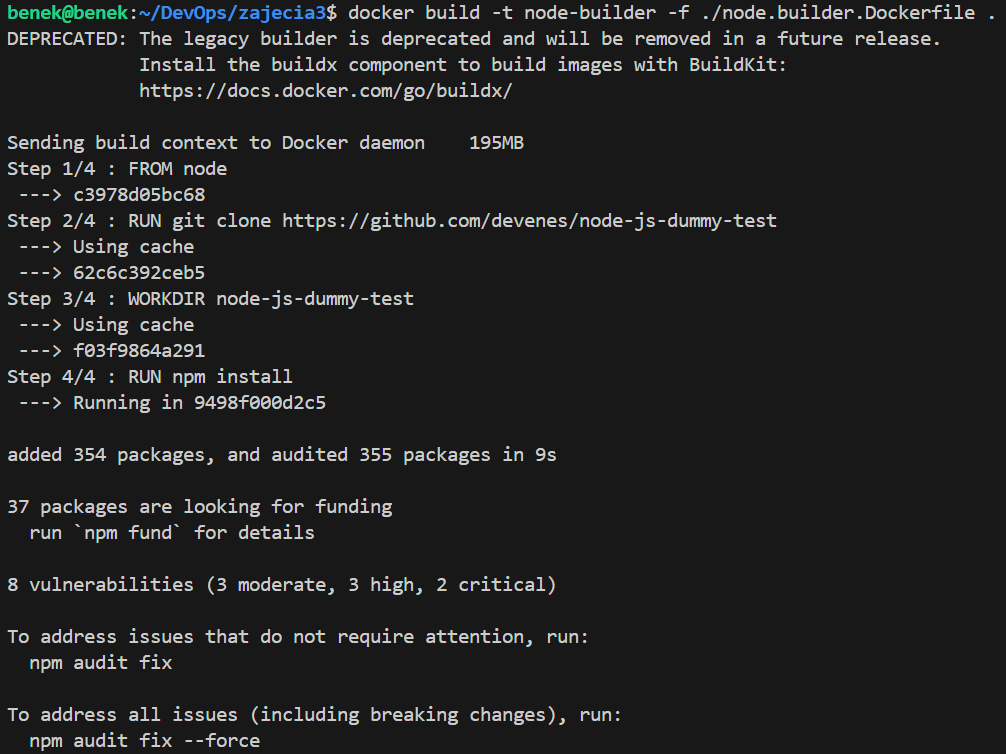 benek@benek:~/DevOps/zajecia3$ docker build -t node-builder -f ./node.builder.Dockerfile .
DEPRECATED: The legacy builder is deprecated and will be removed in a future release.
            Install the buildx component to build images with BuildKit:
            https://docs.docker.com/go/buildx/

Sending build context to Docker daemon    195MB
Step 1/4 : FROM node
 ---> c3978d05bc68
Step 2/4 : RUN git clone https://github.com/devenes/node-js-dummy-test
 ---> Using cache
 ---> 62c6c392ceb5
Step 3/4 : WORKDIR node-js-dummy-test
 ---> Using cache
 ---> f03f9864a291
Step 4/4 : RUN npm install
 ---> Running in 9498f000d2c5

added 354 packages, and audited 355 packages in 9s

37 packages are looking for funding
  run `npm fund` for details

8 vulnerabilities (3 moderate, 3 high, 2 critical)

To address issues that do not require attention, run:
  npm audit fix

To address all issues (including breaking changes), run:
  npm audit fix --force